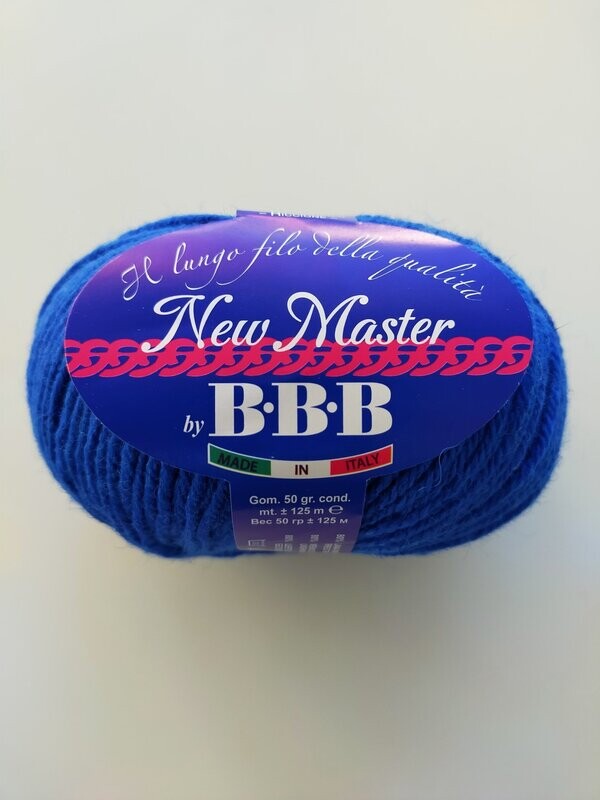 Il lungo filo della qualità
New Master
by B·B·B
MADE IN ITALY
Gom. 50 gr. cond.
mt. ± 125 m ℮
Вес 50 гр ± 125 м